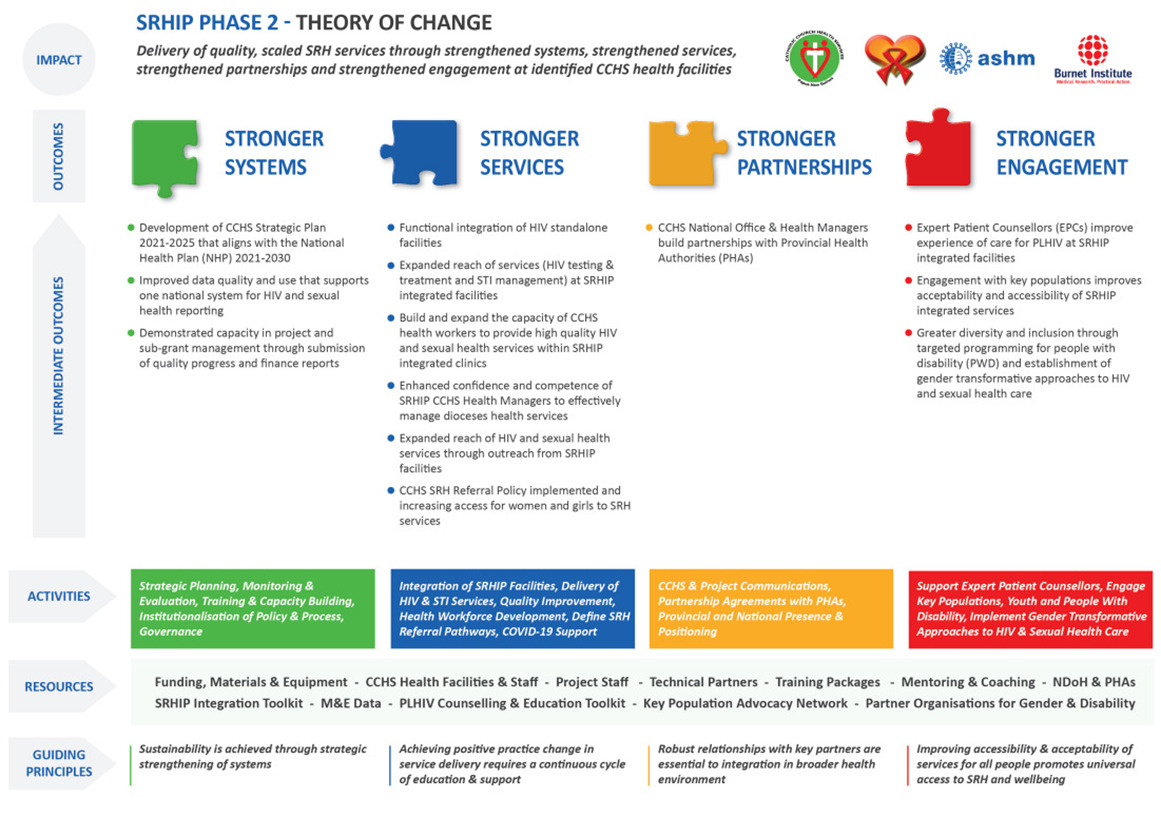 SRHIP PHASE 2 - THEORY OF CHANGE
IMPACT
Delivery of quality, scaled SRH services through strengthened systems, strengthened services,
strengthened partnerships and strengthened engagement at identified CCHS health facilities
CATHOLIC CHURCH HEALTH SERVICES
Papua New Guinea
ashm
Burnet Institute
Medical Research. Practical Action.
OUTCOMES
STRONGER
SYSTEMS
STRONGER
SERVICES
STRONGER
PARTNERSHIPS
STRONGER
ENGAGEMENT
INTERMEDIATE OUTCOMES
Development of CCHS Strategic Plan
2021-2025 that aligns with the National
Health Plan (NHP) 2021-2030
Improved data quality and use that supports
one national system for HIV and sexual
health reporting
Demonstrated capacity in project and
sub-grant management through submission
of quality progress and finance reports
Functional integration of HIV standalone
facilities
Expanded reach of services (HIV testing &
treatment and STI management) at SRHIP
integrated facilities
Build and expand the capacity of CCHS
health workers to provide high quality HIV
and sexual health services within SRHIP
integrated clinics
Enhanced confidence and competence of
SRHIP CCHS Health Managers to effectively
manage dioceses health services
Expanded reach of HIV and sexual health
services through outreach from SRHIP
facilities
CCHS SRH Referral Policy implemented and
increasing access for women and girls to SRH
services
CCHS National Office & Health Managers
build partnerships with Provincial Health
Authorities (PHAs)
Expert Patient Counsellors (EPCs) improve
experience of care for PLHIV at SRHIP
integrated facilities
Engagement with key populations improves
acceptability and accessibility of SRHIP
integrated services
Greater diversity and inclusion through
targeted programming for people with
disability (PWD) and establishment of
gender transformative approaches to HIV
and sexual health care
ACTIVITIES
Strategic Planning, Monitoring &
Evaluation, Training & Capacity Building,
Institutionalisation of Policy & Process,
Governance
Integration of SRHIP Facilities, Delivery of
HIV & STI Services, Quality Improvement,
Health Workforce Development, Define SRH
Referral Pathways, COVID-19 Support
CCHS & Project Communications,
Partnership Agreements with PHAs,
Provincial and National Presence &
Positioning
Support Expert Patient Counsellors, Engage
Key Populations, Youth and People With
Disability, Implement Gender Transformative
Approaches to HIV & Sexual Health Care
RESOURCES
Funding, Materials & Equipment - CCHS Health Facilities & Staff - Project Staff - Technical Partners - Training Packages - Mentoring & Coaching - NDoH & PHAs
SRHIP Integration Toolkit - M&E Data - PLHIV Counselling & Education Toolkit - Key Population Advocacy Network - Partner Organisations for Gender & Disability
GUIDING
PRINCIPLES
Sustainability is achieved through strategic
strengthening of systems
Achieving positive practice change in
service delivery requires a continuous cycle
of education & support
Robust relationships with key partners are
essential to integration in broader health
environment
Improving accessibility & acceptability of
services for all people promotes universal
access to SRH and wellbeing